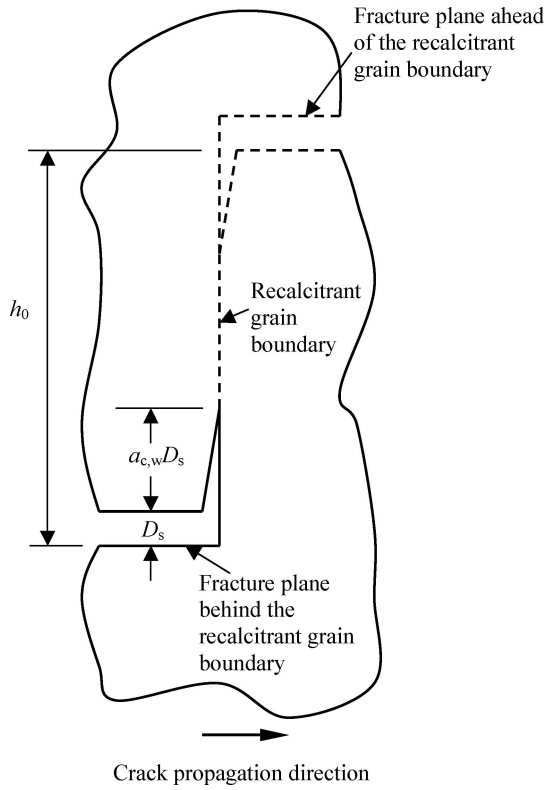 Fracture plane ahead
of the recalcitrant
grain boundary
h0
Recalcitrant
grain
boundary
ac,wDs
Ds
Fracture plane
behind the
recalcitrant grain
boundary
Crack propagation direction